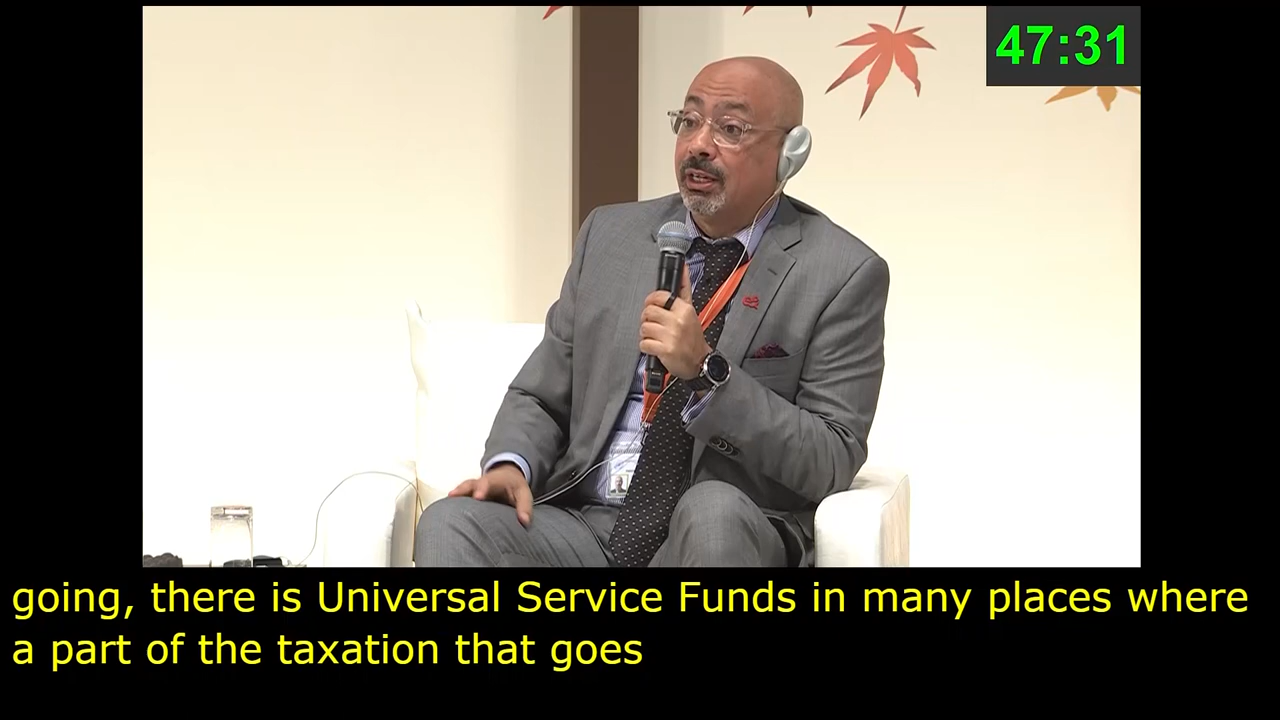 47:31
going, there is Universal Service Funds in many places where
a part of the taxation that goes